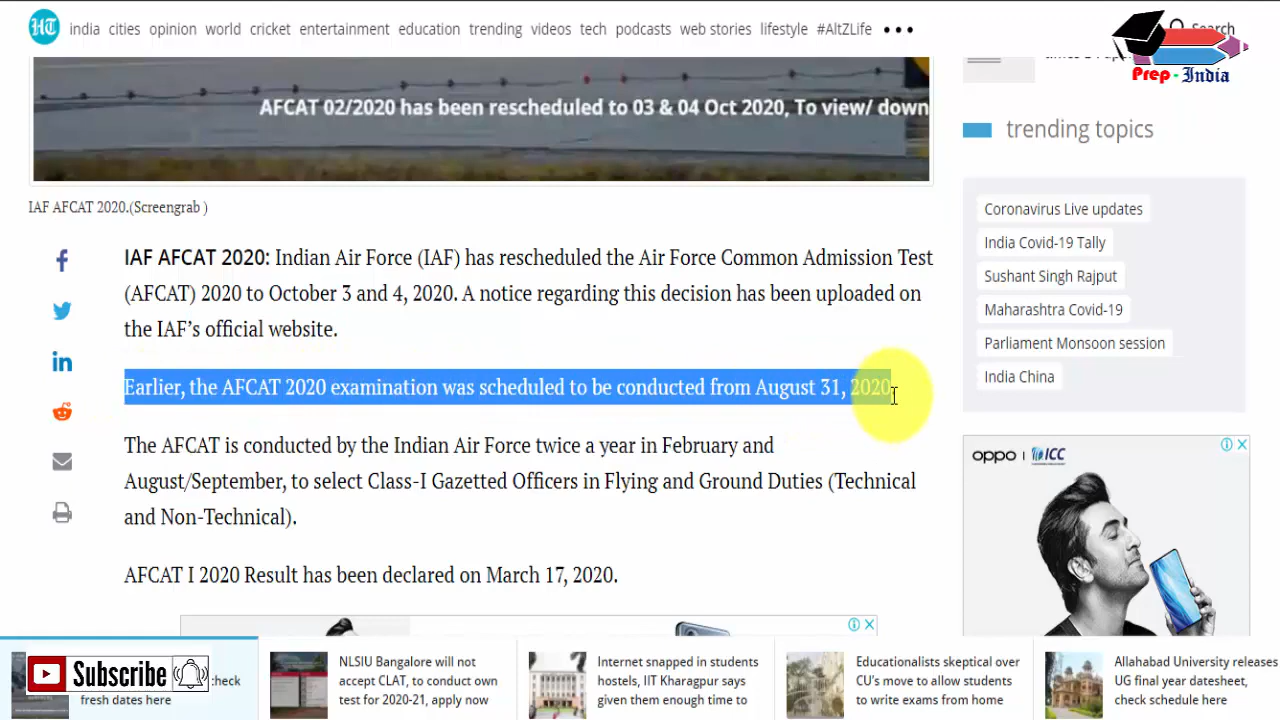 HT
india cities opinion world cricket entertainment education trending videos tech podcasts web stories lifestyle #AltZLife
Search
Prep-India
AFCAT 02/2020 has been rescheduled to 03 & 04 Oct 2020, To view/ down
IAF AFCAT 2020.(Screengrab )
IAF AFCAT 2020: Indian Air Force (IAF) has rescheduled the Air Force Common Admission Test
(AFCAT) 2020 to October 3 and 4, 2020. A notice regarding this decision has been uploaded on
the IAF's official website.
Earlier, the AFCAT 2020 examination was scheduled to be conducted from August 31, 2020.
The AFCAT is conducted by the Indian Air Force twice a year in February and
August/September, to select Class-I Gazetted Officers in Flying and Ground Duties (Technical
and Non-Technical).
AFCAT I 2020 Result has been declared on March 17, 2020.
trending topics
Coronavirus Live updates
India Covid-19 Tally
Sushant Singh Rajput
Maharashtra Covid-19
Parliament Monsoon session
India China
oppo | ICC
Subscribe
check
fresh dates here
NLSIU Bangalore will not
accept CLAT, to conduct own
test for 2020-21, apply now
Internet snapped in students
hostels, IIT Kharagpur says
given them enough time to
Educationalists skeptical over
CU's move to allow students
to write exams from home
Allahabad University releases
UG final year datesheet,
check schedule here